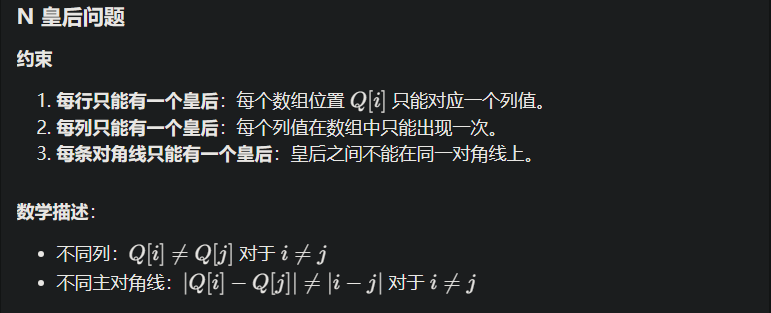 N 皇后问题
约束
1. 每行只能有一个皇后：每个数组位置 Q[i] 只能对应一个列值。
2. 每列只能有一个皇后：每个列值在数组中只能出现一次。
3. 每条对角线只能有一个皇后：皇后之间不能在同一对角线上。
数学描述：
• 不同列：Q[i] ≠ Q[j] 对于 i ≠ j
• 不同主对角线：|Q[i] − Q[j]| ≠ |i − j| 对于 i ≠ j